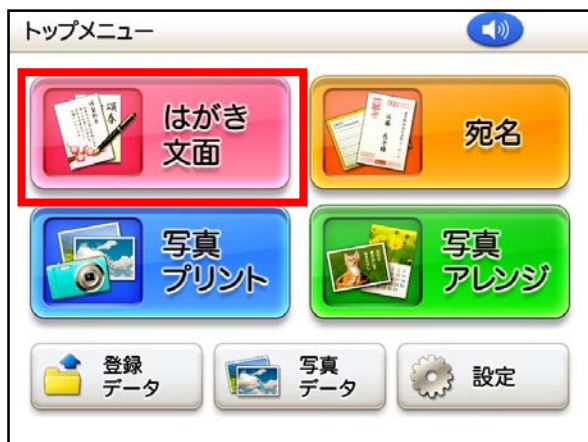 トップメニュー
はがき
文面
宛名
写真
プリント
写真
アレンジ
登録
データ
写真
データ
設定